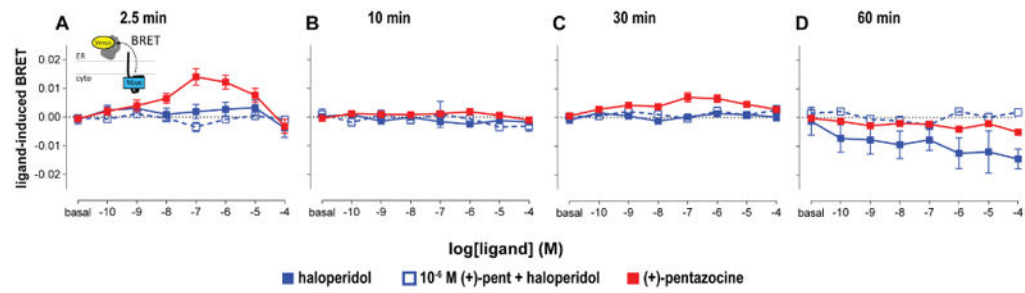 A 2.5 min
B 10 min
C 30 min
D 60 min
Venus
BRET
ER
cyto
Nluc
ligand-induced BRET
0.02
0.01
0.00
-0.01
-0.02
basal -10 -9 -8 -7 -6 -5 -4
basal -10 -9 -8 -7 -6 -5 -4
basal -10 -9 -8 -7 -6 -5 -4
basal -10 -9 -8 -7 -6 -5 -4
log[ligand] (M)
haloperidol
10⁻⁶ M (+)-pent + haloperidol
(+)-pentazocine